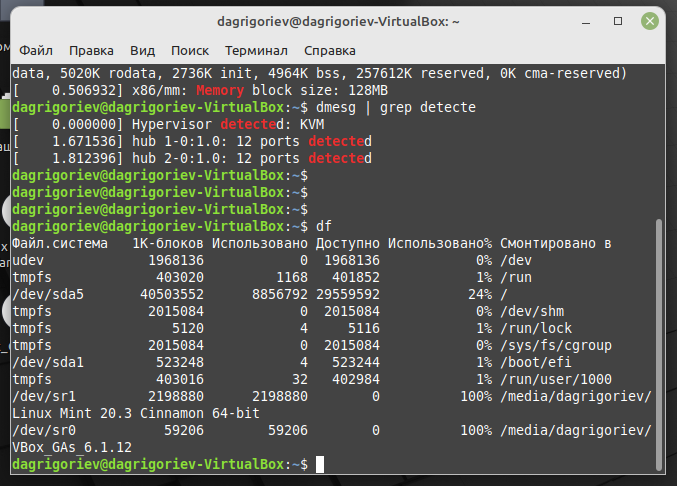 dagrigoriev@dagrigoriev-VirtualBox: ~
Файл Правка Вид Поиск Терминал Справка
data, 5020K rodata, 2736K init, 4964K bss, 257612K reserved, 0K cma-reserved)
[    0.506932] x86/mm: Memory block size: 128MB
dagrigoriev@dagrigoriev-VirtualBox:~$ dmesg | grep detecte
[    0.000000] Hypervisor detected: KVM
[    1.671536] hub 1-0:1.0: 12 ports detected
[    1.812396] hub 2-0:1.0: 12 ports detected
dagrigoriev@dagrigoriev-VirtualBox:~$
dagrigoriev@dagrigoriev-VirtualBox:~$
dagrigoriev@dagrigoriev-VirtualBox:~$
dagrigoriev@dagrigoriev-VirtualBox:~$ df
Файл.система   1K-блоков Использовано Доступно Использовано% Смонтировано в
udev             1968136            0  1968136            0% /dev
tmpfs             403020         1168   401852            1% /run
/dev/sda5       40503552      8856792 29559592           24% /
tmpfs            2015084            0  2015084            0% /dev/shm
tmpfs               5120            4     5116            1% /run/lock
tmpfs            2015084            0  2015084            0% /sys/fs/cgroup
/dev/sda1         523248            4   523244            1% /boot/efi
tmpfs             403016           32   402984            1% /run/user/1000
/dev/sr1         2198880      2198880        0          100% /media/dagrigoriev/
Linux Mint 20.3 Cinnamon 64-bit
/dev/sr0           59206        59206        0          100% /media/dagrigoriev/
VBox_GAs_6.1.12
dagrigoriev@dagrigoriev-VirtualBox:~$